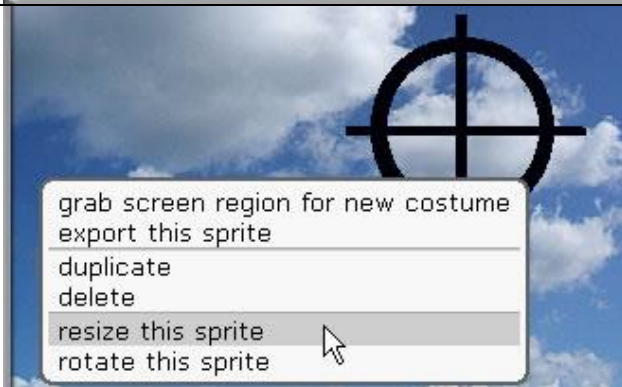 grab screen region for new costume
export this sprite
duplicate
delete
resize this sprite
rotate this sprite